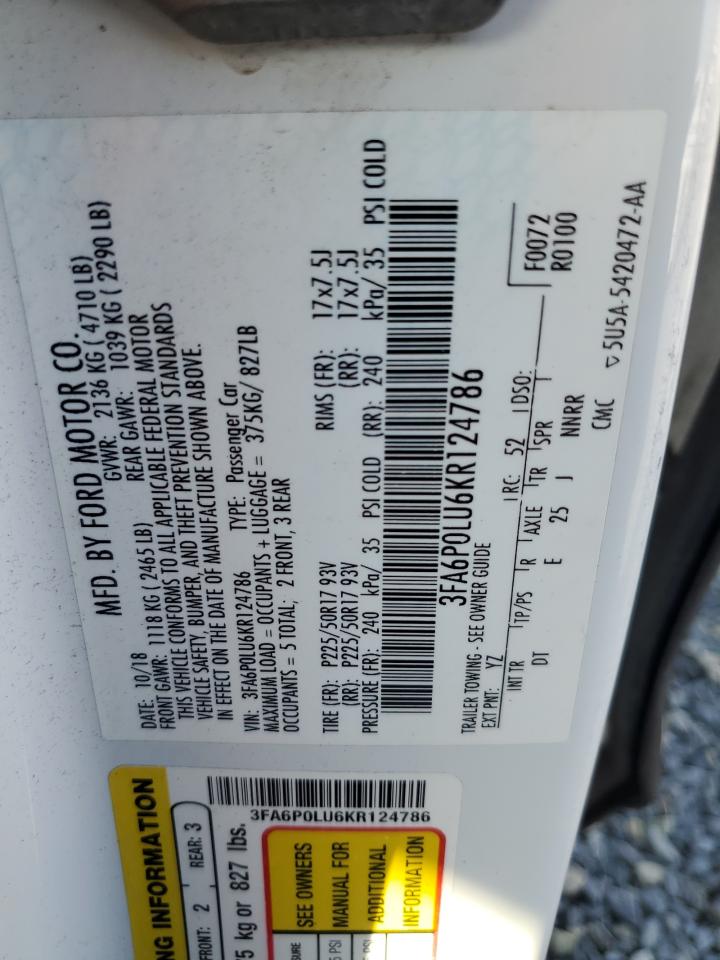 MFD. BY FORD MOTOR CO.
DATE: 10/18 GVWR: 2136 KG ( 4710 LB)
FRONT GAWR: 1118 KG ( 2465 LB) REAR GAWR: 1039 KG ( 2290 LB)
THIS VEHICLE CONFORMS TO ALL APPLICABLE FEDERAL MOTOR
VEHICLE SAFETY, BUMPER, AND THEFT PREVENTION STANDARDS
IN EFFECT ON THE DATE OF MANUFACTURE SHOWN ABOVE.
VIN: 3FA6P0LU6KR124786 TYPE: Passenger Car
MAXIMUM LOAD = OCCUPANTS + LUGGAGE = 375KG/ 827LB
OCCUPANTS = 5 TOTAL; 2 FRONT, 3 REAR
TIRE (FR): P225/50R17 93V RIMS (FR): 17x7.5J
(RR): P225/50R17 93V (RR): 17x7.5J
PRESSURE (FR): 240 kPa/ 35 PSI COLD (RR): 240 kPa/ 35 PSI COLD
3FA6P0LU6KR124786
TRAILER TOWING - SEE OWNER GUIDE
EXT PNT: YZ RC: 52 DSO: F0072
R0100
INT TR TP/PS R AXLE TR SPR
DT E 25 J NNRR
CMC ▽5U5A-5420472-AA
3FA6P0LU6KR124786
INFORMATION
FRONT: 2 REAR: 3
kg or 827 lbs.
SEE OWNERS
MANUAL FOR
ADDITIONAL
INFORMATION
PSI
PSI